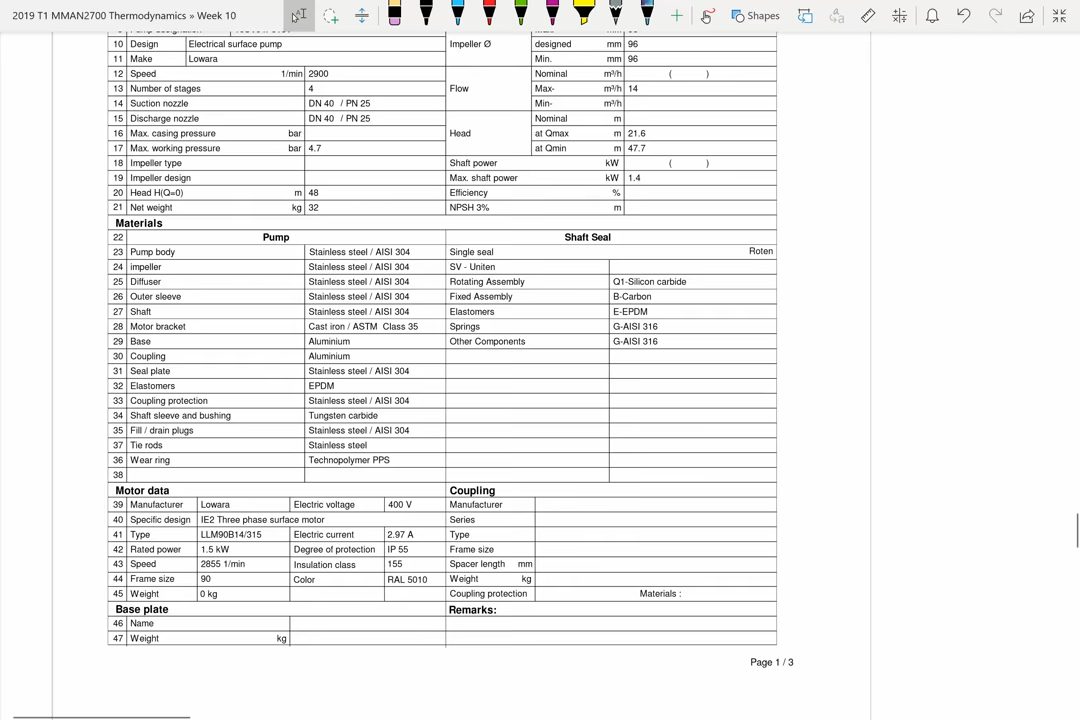 2019 T1 MMAN2700 Thermodynamics » Week 10
Shapes
10 Design Electrical surface pump Impeller Ø designed mm 96
11 Make Lowara Min. mm 96
12 Speed 1/min 2900 Nominal m³/h ( )
13 Number of stages 4 Flow Max- m³/h 14
14 Suction nozzle DN 40 / PN 25 Min- m³/h
15 Discharge nozzle DN 40 / PN 25 Nominal m
16 Max. casing pressure bar Head at Qmax m 21.6
17 Max. working pressure bar 4.7 at Qmin m 47.7
18 Impeller type Shaft power kW ( )
19 Impeller design Max. shaft power kW 1.4
20 Head H(Q=0) m 48 Efficiency %
21 Net weight kg 32 NPSH 3% m
Materials
22 Pump Shaft Seal
23 Pump body Stainless steel / AISI 304 Single seal Roten
24 impeller Stainless steel / AISI 304 SV - Uniten
25 Diffuser Stainless steel / AISI 304 Rotating Assembly Q1-Silicon carbide
26 Outer sleeve Stainless steel / AISI 304 Fixed Assembly B-Carbon
27 Shaft Stainless steel / AISI 304 Elastomers E-EPDM
28 Motor bracket Cast iron / ASTM Class 35 Springs G-AISI 316
29 Base Aluminium Other Components G-AISI 316
30 Coupling Aluminium
31 Seal plate Stainless steel / AISI 304
32 Elastomers EPDM
33 Coupling protection Stainless steel / AISI 304
34 Shaft sleeve and bushing Tungsten carbide
35 Fill / drain plugs Stainless steel / AISI 304
37 Tie rods Stainless steel
36 Wear ring Technopolymer PPS
38
Motor data Coupling
39 Manufacturer Lowara Electric voltage 400 V Manufacturer
40 Specific design IE2 Three phase surface motor Series
41 Type LLM90B14/315 Electric current 2.97 A Type
42 Rated power 1.5 kW Degree of protection IP 55 Frame size
43 Speed 2855 1/min Insulation class 155 Spacer length mm
44 Frame size 90 Color RAL 5010 Weight kg
45 Weight 0 kg Coupling protection Materials :
Base plate Remarks:
46 Name
47 Weight kg
Page 1 / 3